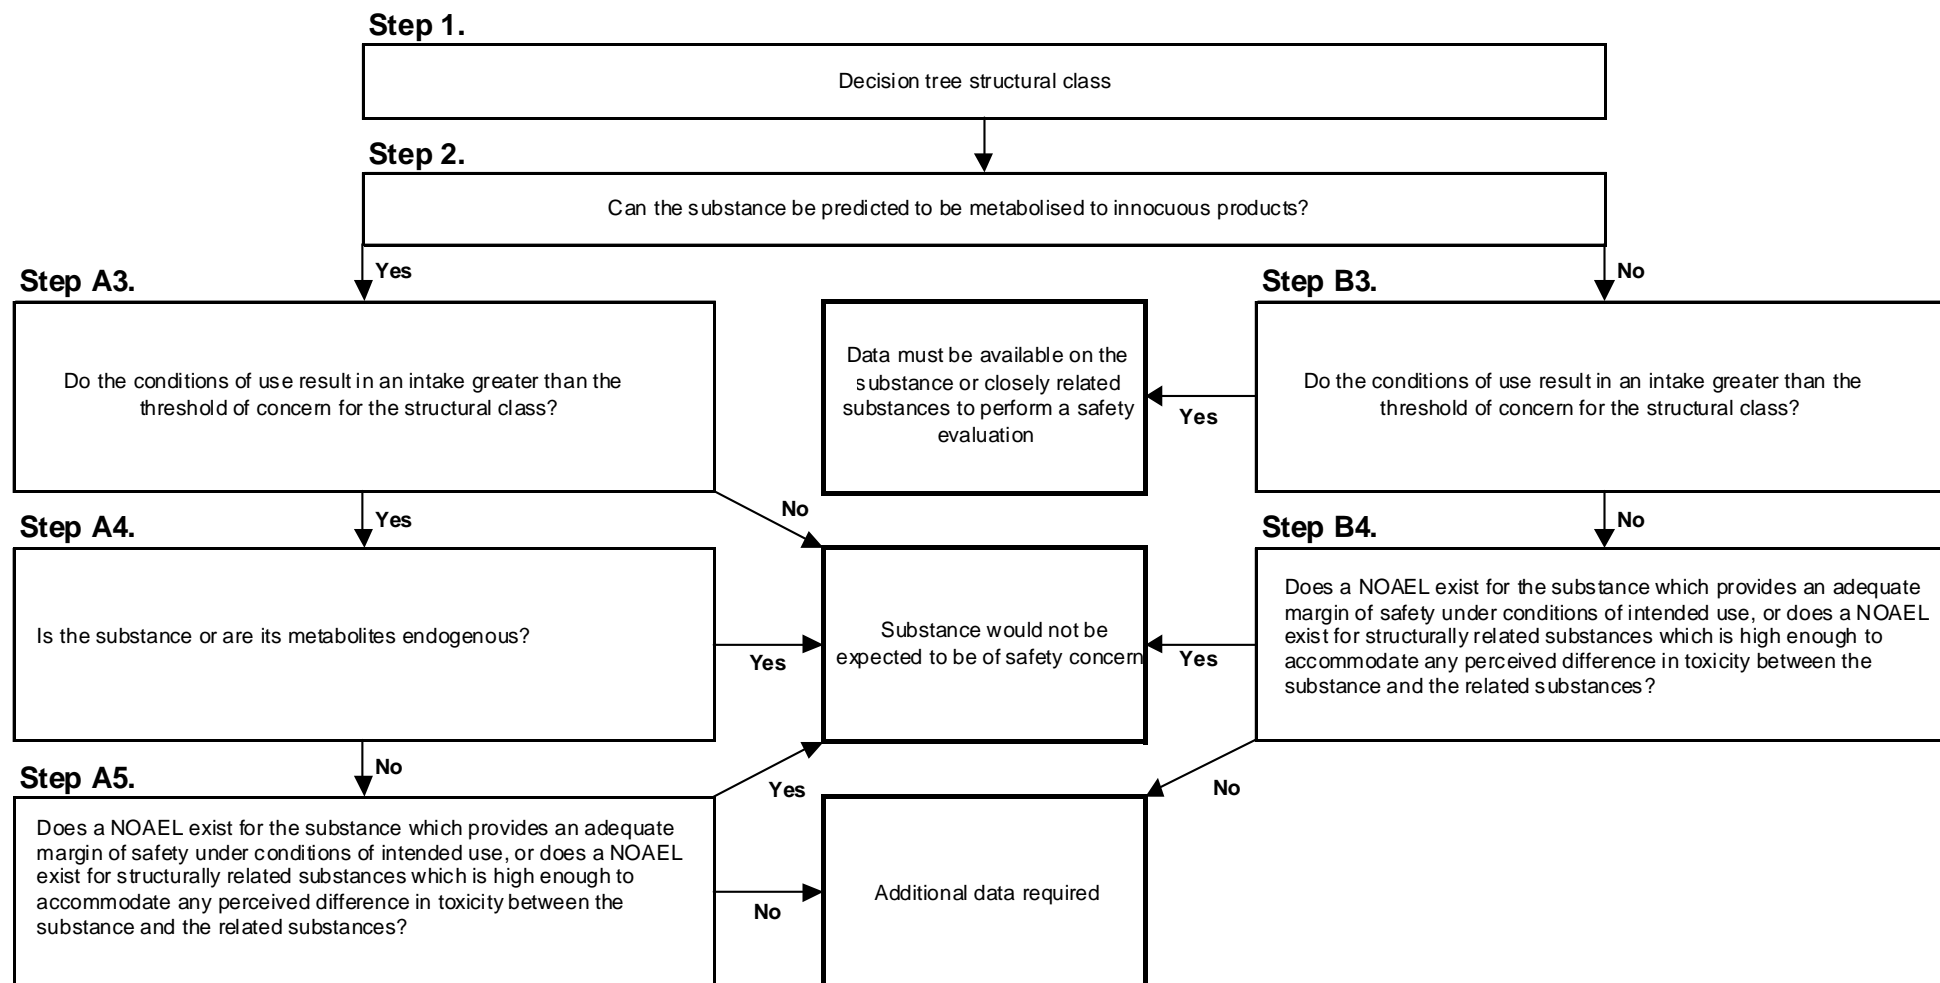 Step 1.
Decision tree structural class
Step 2.
Can the substance be predicted to be metabolised to innocuous products?
Yes
No
Step A3.
Do the conditions of use result in an intake greater than the
threshold of concern for the structural class?
Data must be available on the
substance or closely related
substances to perform a safety
evaluation
Step B3.
Do the conditions of use result in an intake greater than the
threshold of concern for the structural class?
Yes
No
Yes
No
Step A4.
Is the substance or are its metabolites endogenous?
Yes
Substance would not be
expected to be of safety concern
Yes
Step B4.
Does a NOAEL exist for the substance which provides an adequate
margin of safety under conditions of intended use, or does a NOAEL
exist for structurally related substances which is high enough to
accommodate any perceived difference in toxicity between the
substance and the related substances?
No
Yes
No
Step A5.
Does a NOAEL exist for the substance which provides an adequate
margin of safety under conditions of intended use, or does a NOAEL
exist for structurally related substances which is high enough to
accommodate any perceived difference in toxicity between the
substance and the related substances?
No
Additional data required